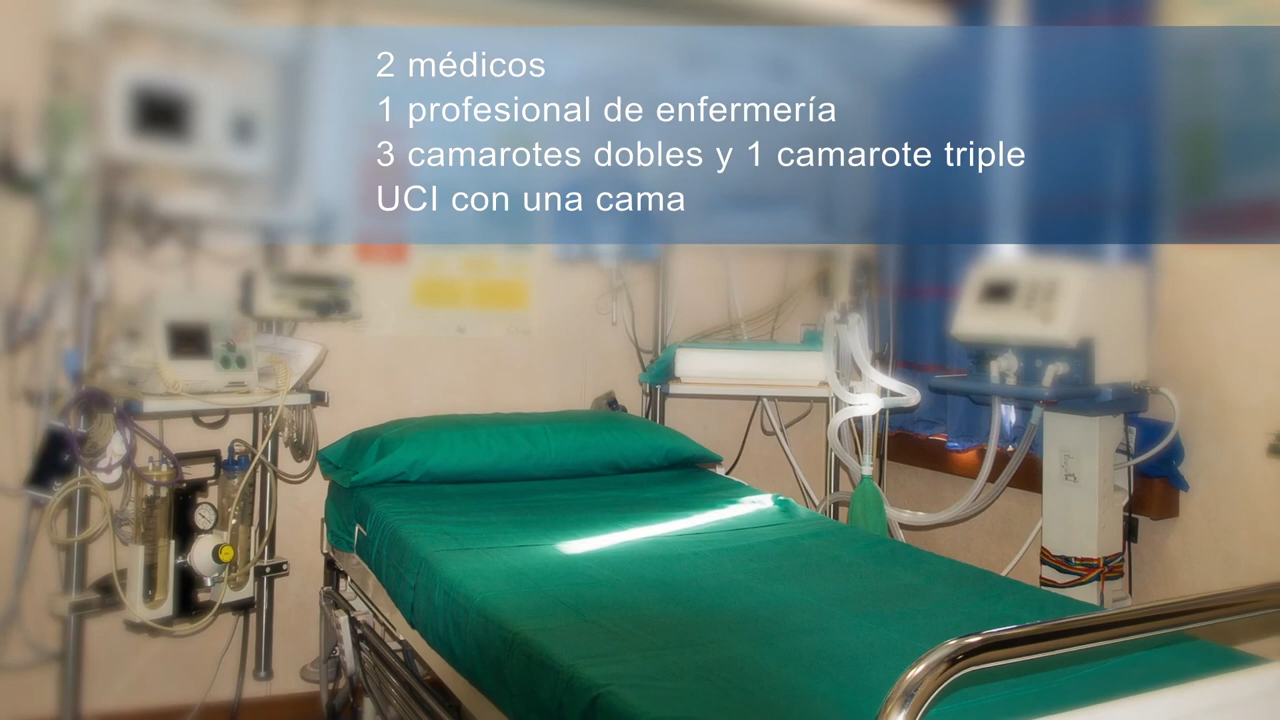 2 médicos
1 profesional de enfermería
3 camarotes dobles y 1 camarote triple
UCI con una cama